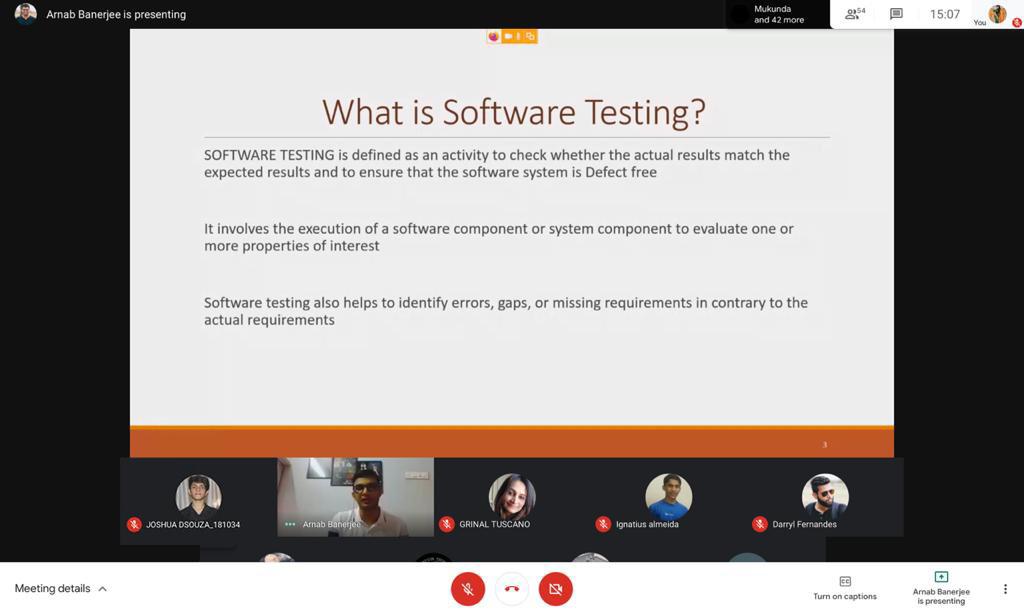 Arnab Banerjee is presenting
Mukunda
and 42 more
54
15:07
You
What is Software Testing?
SOFTWARE TESTING is defined as an activity to check whether the actual results match the
expected results and to ensure that the software system is Defect free
It involves the execution of a software component or system component to evaluate one or
more properties of interest
Software testing also helps to identify errors, gaps, or missing requirements in contrary to the
actual requirements
3
JOSHUA DSOUZA_181034
Arnab Banerjee
GRINAL TUSCANO
Ignatius almeida
Darryl Fernandes
Meeting details
Turn on captions
Arnab Banerjee
is presenting